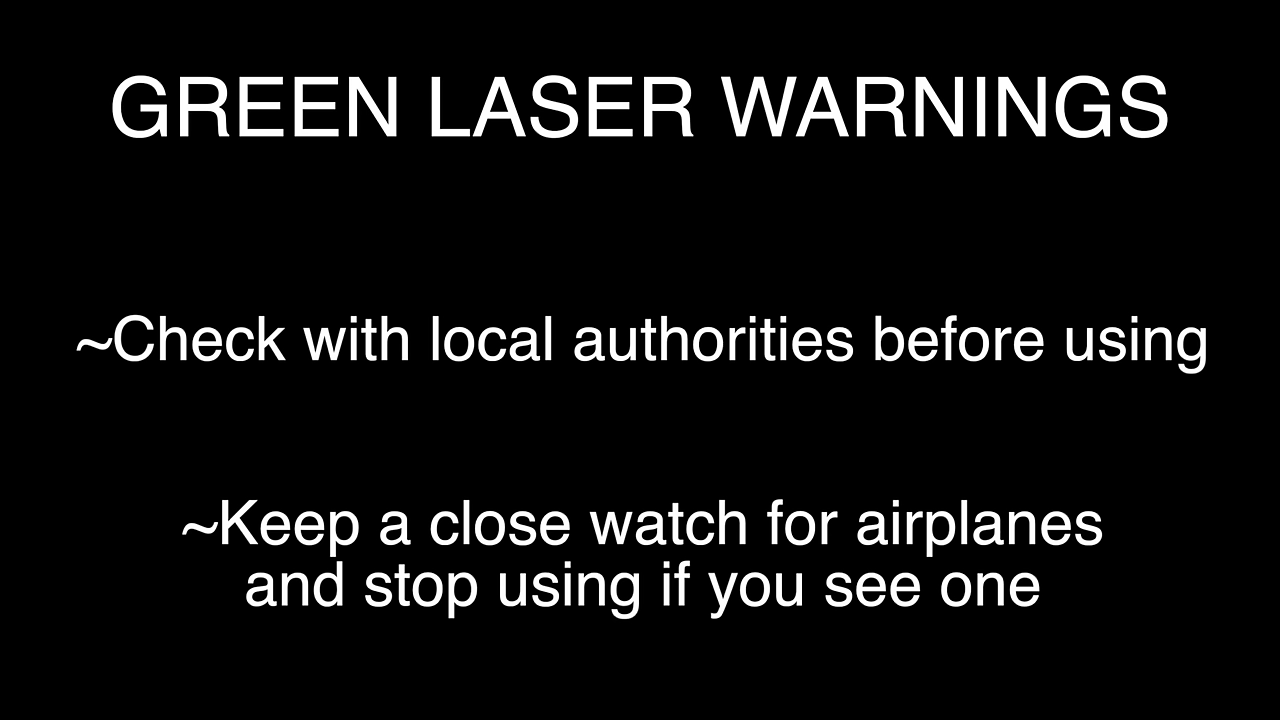 GREEN LASER WARNINGS
~Check with local authorities before using
~Keep a close watch for airplanes
and stop using if you see one